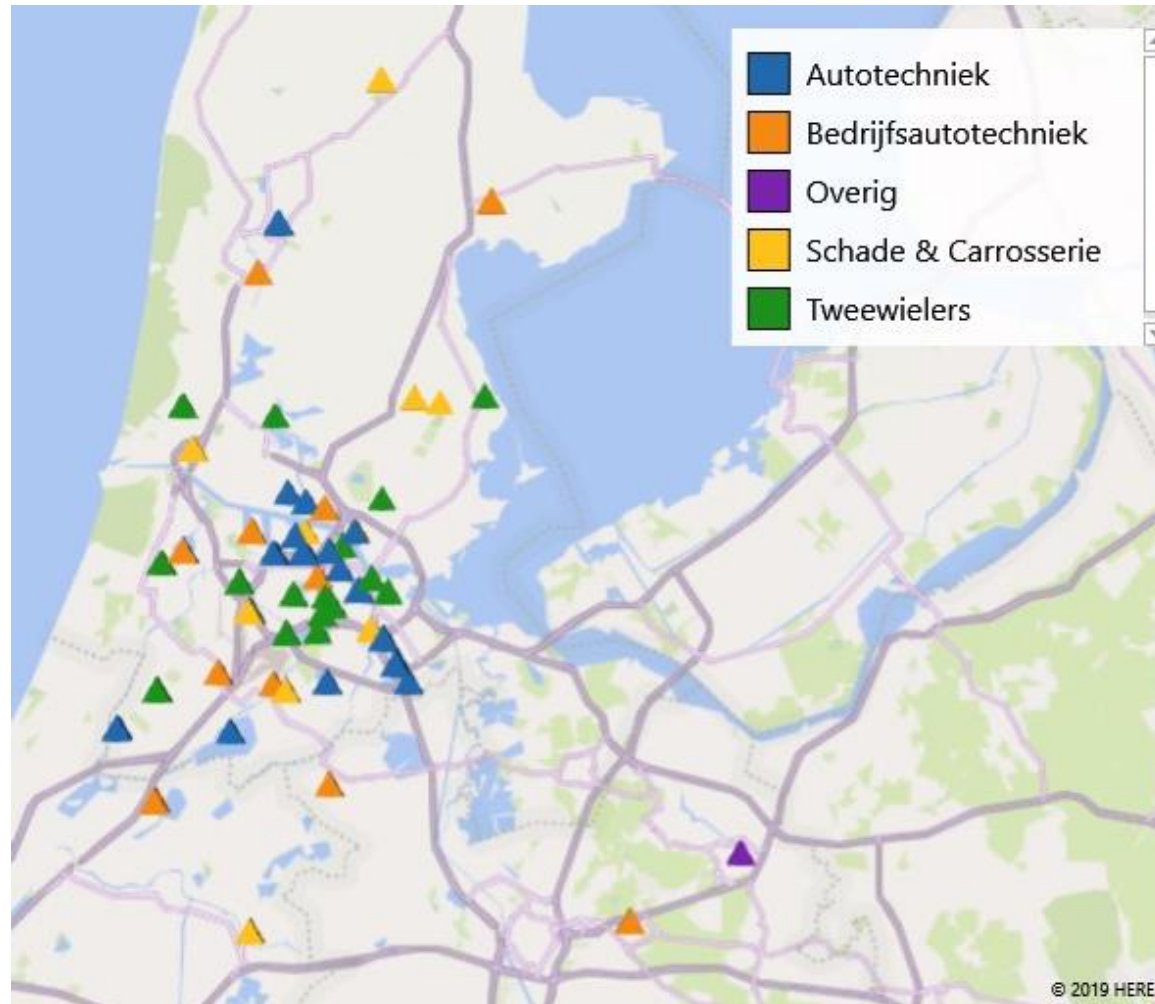 Autotechniek
Bedrijfsautotechniek
Overig
Schade & Carrosserie
Tweewielers
© 2019 HERE